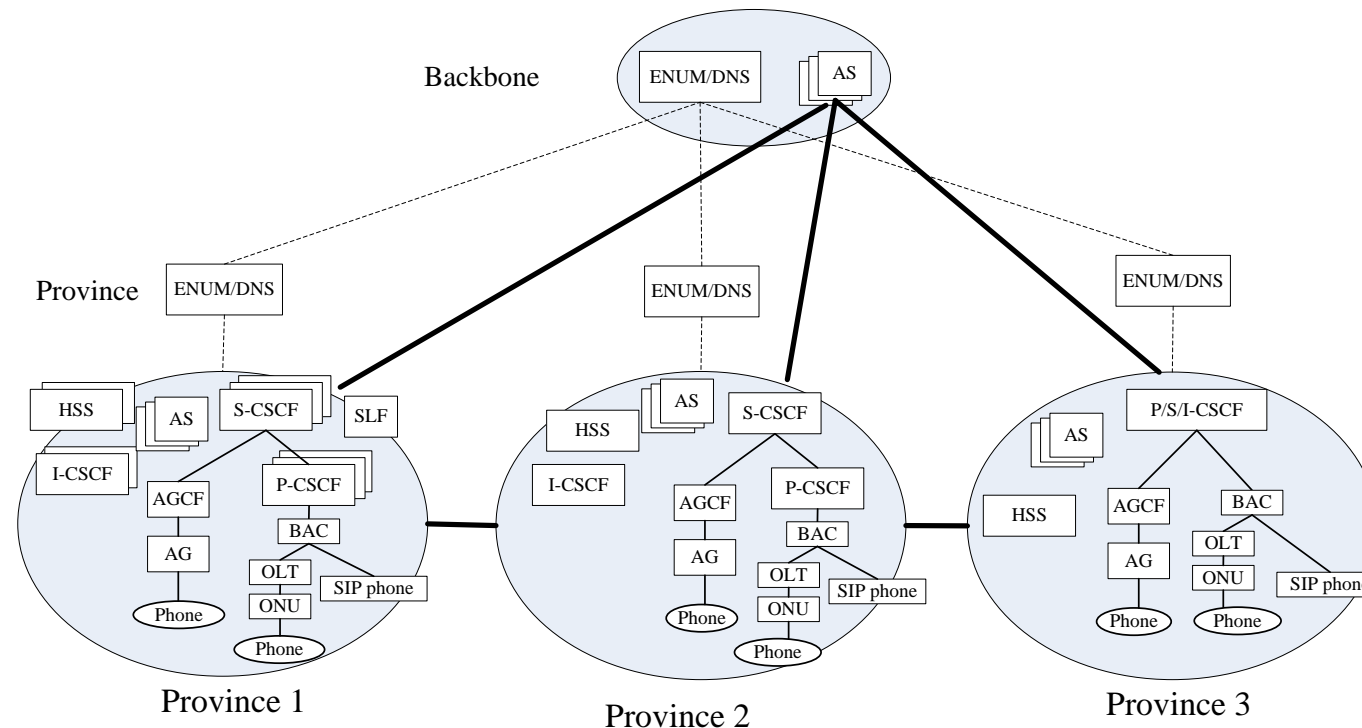 Backbone
ENUM/DNS
AS
Province
ENUM/DNS
ENUM/DNS
ENUM/DNS
HSS
AS
S-CSCF
SLF
I-CSCF
P-CSCF
AGCF
BAC
AG
OLT
SIP phone
ONU
Phone
Phone
Province 1
AS
S-CSCF
HSS
I-CSCF
P-CSCF
AGCF
BAC
AG
OLT
SIP phone
ONU
Phone
Phone
Province 2
P/S/I-CSCF
AS
HSS
AGCF
BAC
AG
OLT
ONU
SIP phone
Phone
Phone
Province 3